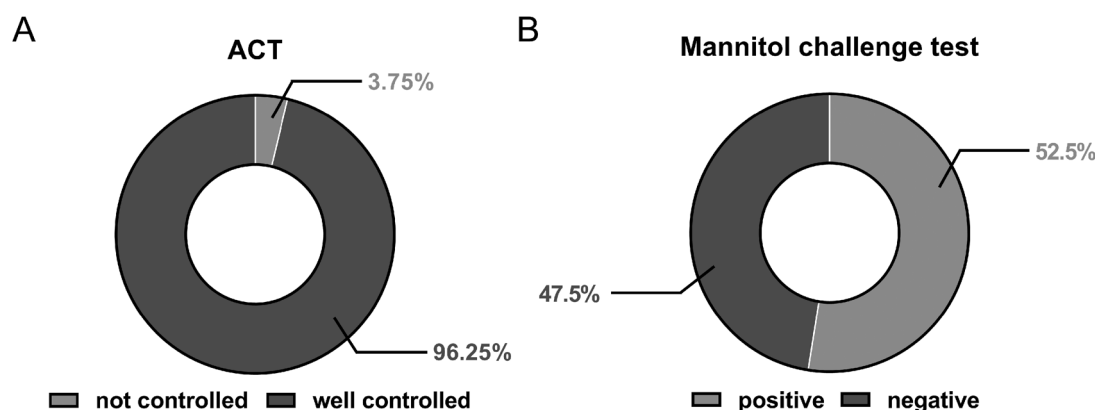 A
ACT
3.75%
96.25%
not controlled well controlled
B
Mannitol challenge test
52.5%
47.5%
positive negative